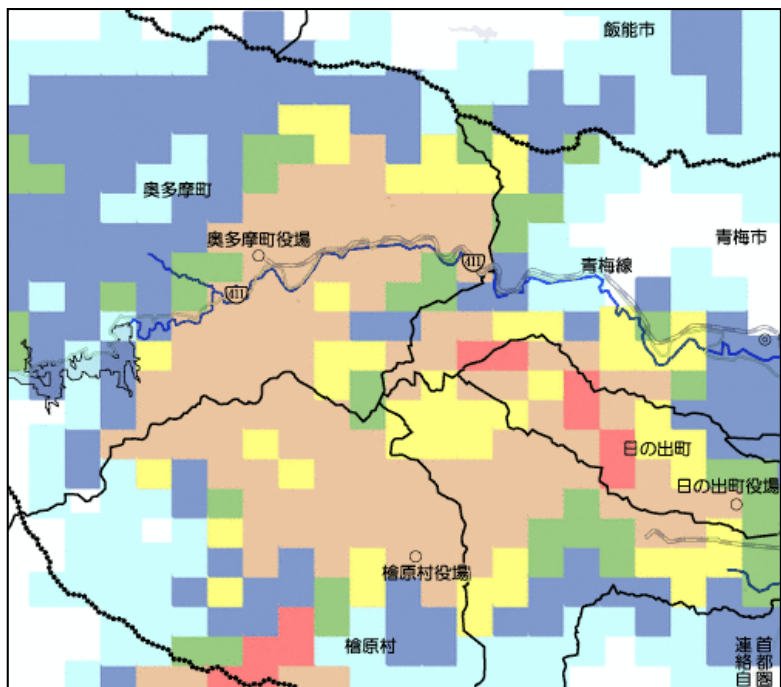 飯能市
奥多摩町
奥多摩町役場
青梅市
青梅線
411
411
日の出町
日の出町役場
檜原村役場
檜原村
首都圏
連絡自